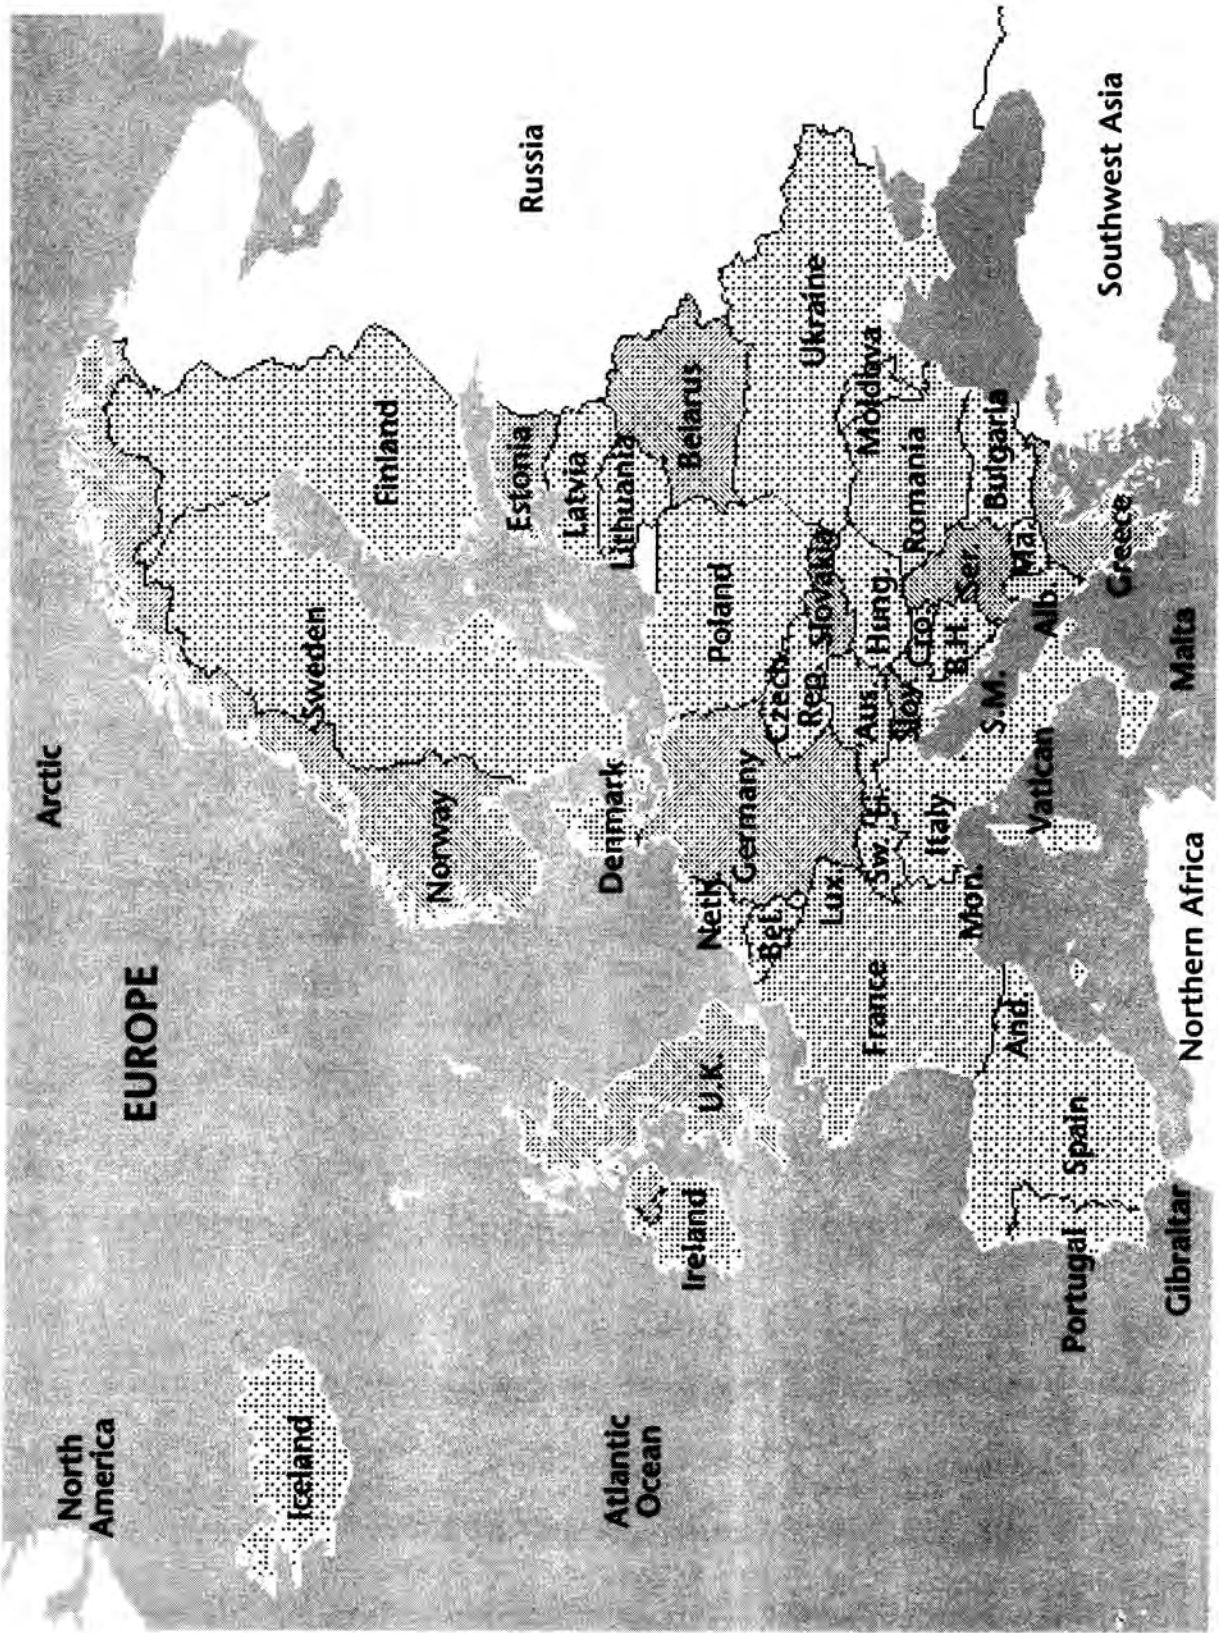 North
America
Arctic
EUROPE
Iceland
Sweden
Finland
Norway
Russia
Estonia
Latvia
Lithuania
Denmark
Atlantic
Ocean
Ireland
U.K.
Neth.
Bel.
Germany
Poland
Belarus
Czech.
Rep.
Slovakia
Ukraine
Lux.
France
Sw.
Li.
Aus.
Slov.
Hung.
Moldova
Romania
Cro.
B.H.
Ser.
Italy
Mon.
S.M.
Bulgaria
Ma.
Alb.
And.
Vatican
Greece
Spain
Portugal
Malta
Gibraltar
Northern Africa
Southwest Asia